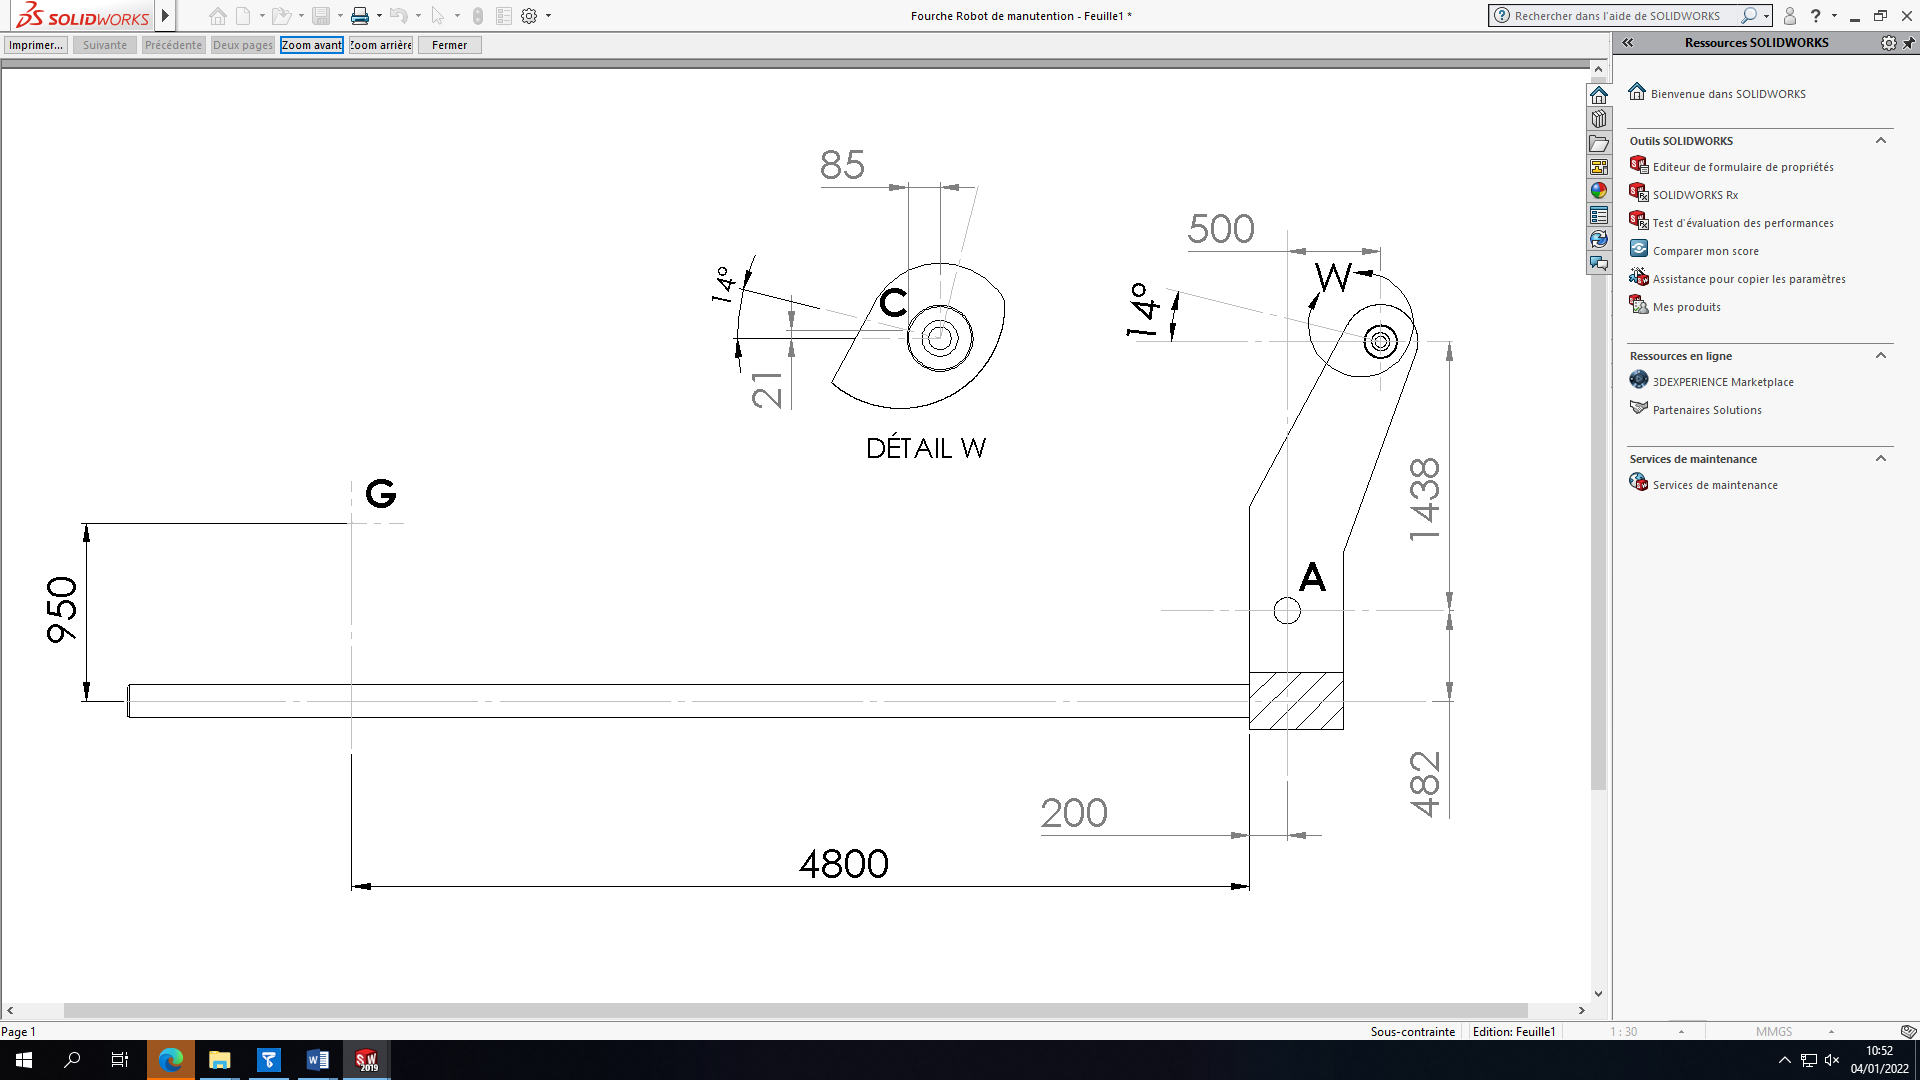 SOLIDWORKS
Fourche Robot de manutention - Feuille1 *
Rechercher dans l'aide de SOLIDWORKS
Imprimer...
Suivante
Précédente
Deux pages
Zoom avant
Zoom arrière
Fermer
Ressources SOLIDWORKS
Bienvenue dans SOLIDWORKS
Outils SOLIDWORKS
Editeur de formulaire de propriétés
SOLIDWORKS Rx
Test d'évaluation des performances
Comparer mon score
Assistance pour copier les paramètres
Mes produits
Ressources en ligne
3DEXPERIENCE Marketplace
Partenaires Solutions
Services de maintenance
Services de maintenance
85
500
W
14°
C
14°
21
DÉTAIL W
G
1438
A
950
482
200
4800
Page 1
Sous-contrainte
Edition: Feuille1
1 : 30
MMGS
SW
2019
10:52
04/01/2022